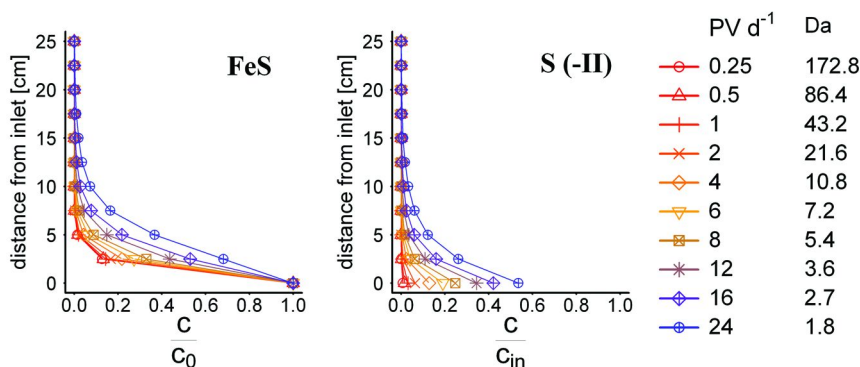 FeS
distance from inlet [cm]
25
20
15
10
5
0
0.0 0.2 0.4 0.6 0.8 1.0
c
c0
S (-II)
distance from inlet [cm]
25
20
15
10
5
0
0.0 0.2 0.4 0.6 0.8 1.0
c
cin
PV d-1 Da
0.25 172.8
0.5 86.4
1 43.2
2 21.6
4 10.8
6 7.2
8 5.4
12 3.6
16 2.7
24 1.8